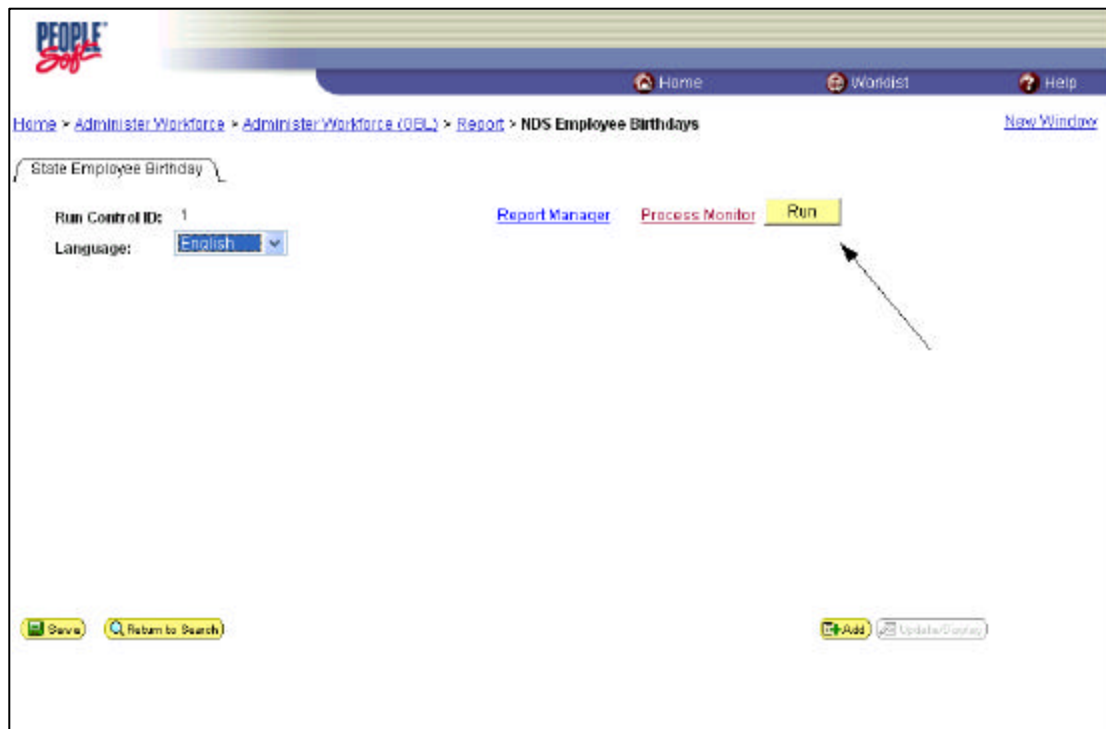 PEOPLE
Soft
Home Worklist Help
Home > Administer Workforce > Administer Workforce (GBL) > Report > NDS Employee Birthdays New Window
State Employee Birthday
Run Control ID: 1 Report Manager Process Monitor Run
Language: English
Save Return to Search Add Update/Display